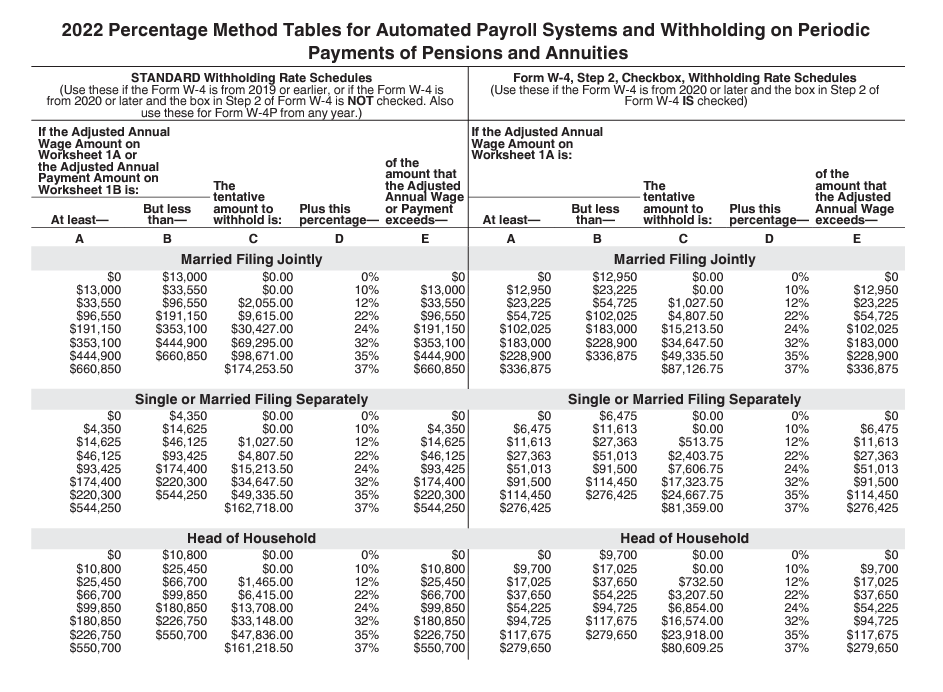 2022 Percentage Method Tables for Automated Payroll Systems and Withholding on Periodic
Payments of Pensions and Annuities
STANDARD Withholding Rate Schedules
(Use these if the Form W-4 is from 2019 or earlier, or if the Form W-4 is
from 2020 or later and the box in Step 2 of Form W-4 is NOT checked. Also
use these for Form W-4P from any year.)
If the Adjusted Annual
Wage Amount on
Worksheet 1A or
the Adjusted Annual
Payment Amount on
Worksheet 1B is:
At least—
But less
than—
The
tentative
amount to
withhold is:
Plus this
percentage—
of the
amount that
the Adjusted
Annual Wage
or Payment
exceeds—
A B C D E
Married Filing Jointly
$0 $13,000 $0.00 0% $0
$13,000 $33,550 $0.00 10% $13,000
$33,550 $96,550 $2,055.00 12% $33,550
$96,550 $191,150 $9,615.00 22% $96,550
$191,150 $353,100 $30,427.00 24% $191,150
$353,100 $444,900 $69,295.00 32% $353,100
$444,900 $660,850 $98,671.00 35% $444,900
$660,850 $174,253.50 37% $660,850
Single or Married Filing Separately
$0 $4,350 $0.00 0% $0
$4,350 $14,625 $0.00 10% $4,350
$14,625 $46,125 $1,027.50 12% $14,625
$46,125 $93,425 $4,807.50 22% $46,125
$93,425 $174,400 $15,213.50 24% $93,425
$174,400 $220,300 $34,647.50 32% $174,400
$220,300 $544,250 $49,335.50 35% $220,300
$544,250 $162,718.00 37% $544,250
Head of Household
$0 $10,800 $0.00 0% $0
$10,800 $25,450 $0.00 10% $10,800
$25,450 $66,700 $1,465.00 12% $25,450
$66,700 $99,850 $6,415.00 22% $66,700
$99,850 $180,850 $13,708.00 24% $99,850
$180,850 $226,750 $33,148.00 32% $180,850
$226,750 $550,700 $47,836.00 35% $226,750
$550,700 $161,218.50 37% $550,700
Form W-4, Step 2, Checkbox, Withholding Rate Schedules
(Use these if the Form W-4 is from 2020 or later and the box in Step 2 of
Form W-4 IS checked)
If the Adjusted Annual
Wage Amount on
Worksheet 1A is:
At least—
But less
than—
The
tentative
amount to
withhold is:
Plus this
percentage—
of the
amount that
the Adjusted
Annual Wage
exceeds—
A B C D E
Married Filing Jointly
$0 $12,950 $0.00 0% $0
$12,950 $23,225 $0.00 10% $12,950
$23,225 $54,725 $1,027.50 12% $23,225
$54,725 $102,025 $4,807.50 22% $54,725
$102,025 $183,000 $15,213.50 24% $102,025
$183,000 $228,900 $34,647.50 32% $183,000
$228,900 $336,875 $49,335.50 35% $228,900
$336,875 $87,126.75 37% $336,875
Single or Married Filing Separately
$0 $6,475 $0.00 0% $0
$6,475 $11,613 $0.00 10% $6,475
$11,613 $27,363 $513.75 12% $11,613
$27,363 $51,013 $2,403.75 22% $27,363
$51,013 $91,500 $7,606.75 24% $51,013
$91,500 $114,450 $17,323.75 32% $91,500
$114,450 $276,425 $24,667.75 35% $114,450
$276,425 $81,359.00 37% $276,425
Head of Household
$0 $9,700 $0.00 0% $0
$9,700 $17,025 $0.00 10% $9,700
$17,025 $37,650 $732.50 12% $17,025
$37,650 $54,225 $3,207.50 22% $37,650
$54,225 $94,725 $6,854.00 24% $54,225
$94,725 $117,675 $16,574.00 32% $94,725
$117,675 $279,650 $23,918.00 35% $117,675
$279,650 $80,609.25 37% $279,650